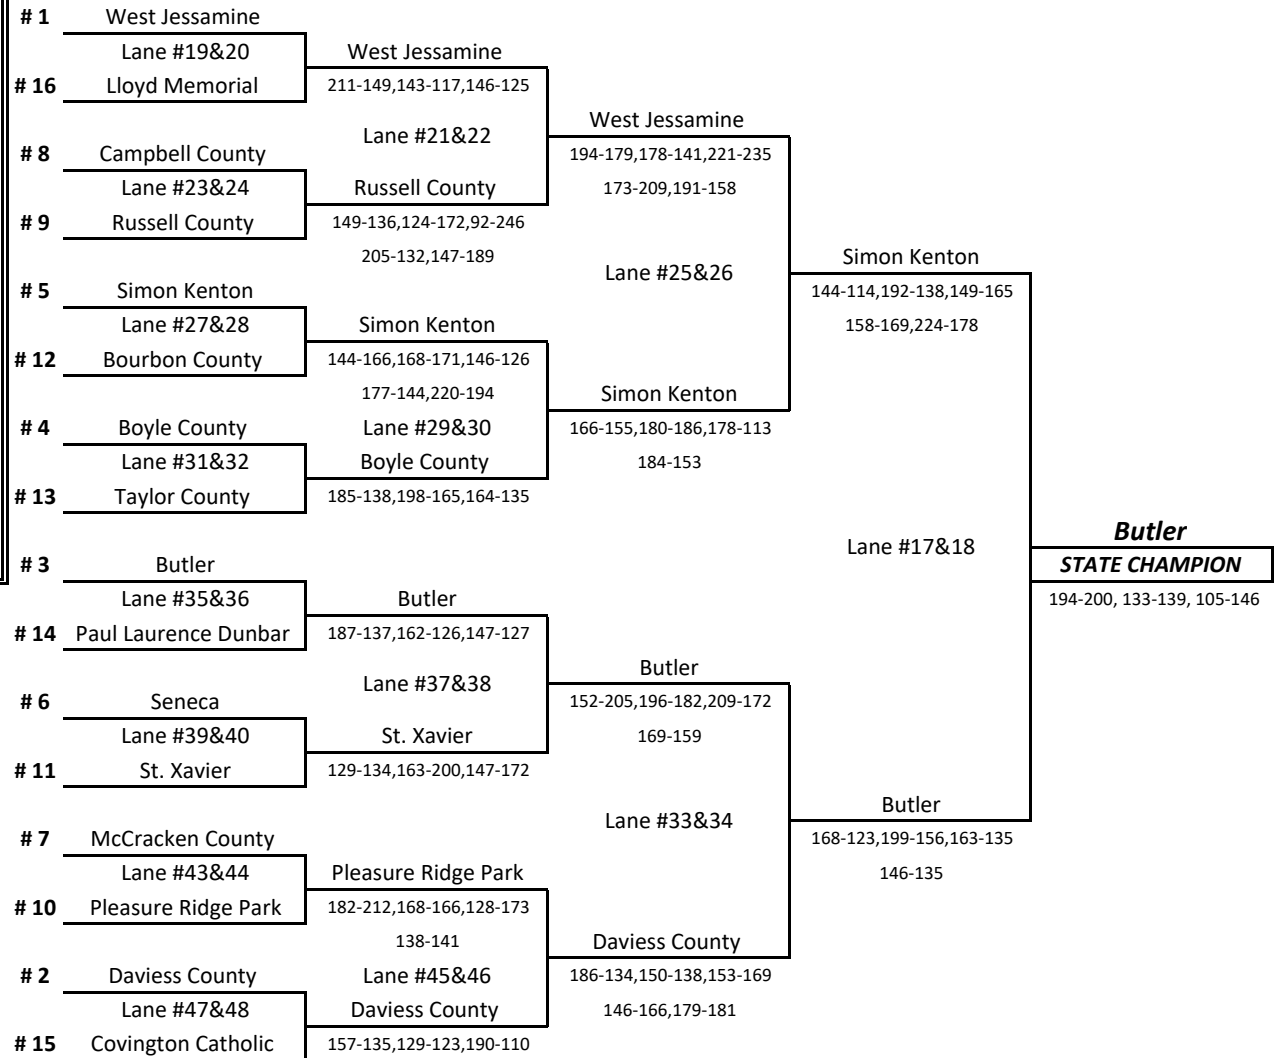 # 1 West Jessamine
Lane #19&20 West Jessamine
# 16 Lloyd Memorial 211-149,143-117,146-125
West Jessamine
Lane #21&22
# 8 Campbell County 194-179,178-141,221-235
Lane #23&24 Russell County 173-209,191-158
# 9 Russell County 149-136,124-172,92-246
205-132,147-189 Simon Kenton
Lane #25&26
# 5 Simon Kenton 144-114,192-138,149-165
Lane #27&28 Simon Kenton 158-169,224-178
# 12 Bourbon County 144-166,168-171,146-126
177-144,220-194 Simon Kenton
# 4 Boyle County Lane #29&30 166-155,180-186,178-113
Lane #31&32 Boyle County 184-153
# 13 Taylor County 185-138,198-165,164-135
Butler
Lane #17&18
# 3 Butler STATE CHAMPION
Lane #35&36 Butler 194-200, 133-139, 105-146
# 14 Paul Laurence Dunbar 187-137,162-126,147-127
Butler
Lane #37&38
# 6 Seneca 152-205,196-182,209-172
Lane #39&40 St. Xavier 169-159
# 11 St. Xavier 129-134,163-200,147-172
Butler
Lane #33&34
# 7 McCracken County 168-123,199-156,163-135
Lane #43&44 Pleasure Ridge Park 146-135
# 10 Pleasure Ridge Park 182-212,168-166,128-173
138-141 Daviess County
# 2 Daviess County Lane #45&46 186-134,150-138,153-169
Lane #47&48 Daviess County 146-166,179-181
# 15 Covington Catholic 157-135,129-123,190-110